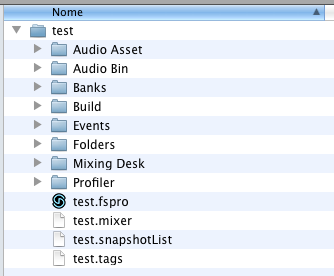 Nome
test
Audio Asset
Audio Bin
Banks
Build
Events
Folders
Mixing Desk
Profiler
test.fspro
test.mixer
test.snapshotList
test.tags